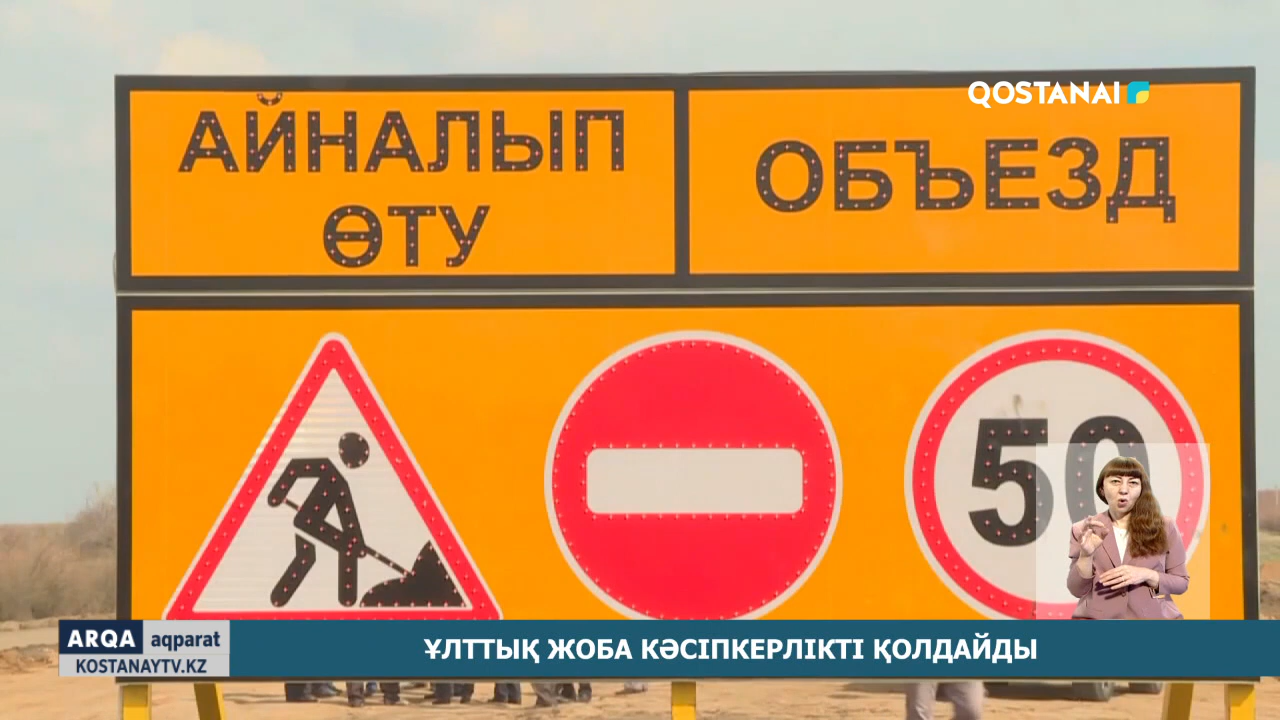 QOSTANAI
АЙНАЛЫП
ӨТУ
ОБЪЕЗД
50
ARQA aqparat
KOSTANAYTV.KZ
ҰЛТТЫҚ ЖОБА КӘСІПКЕРЛІКТІ ҚОЛДАЙДЫ